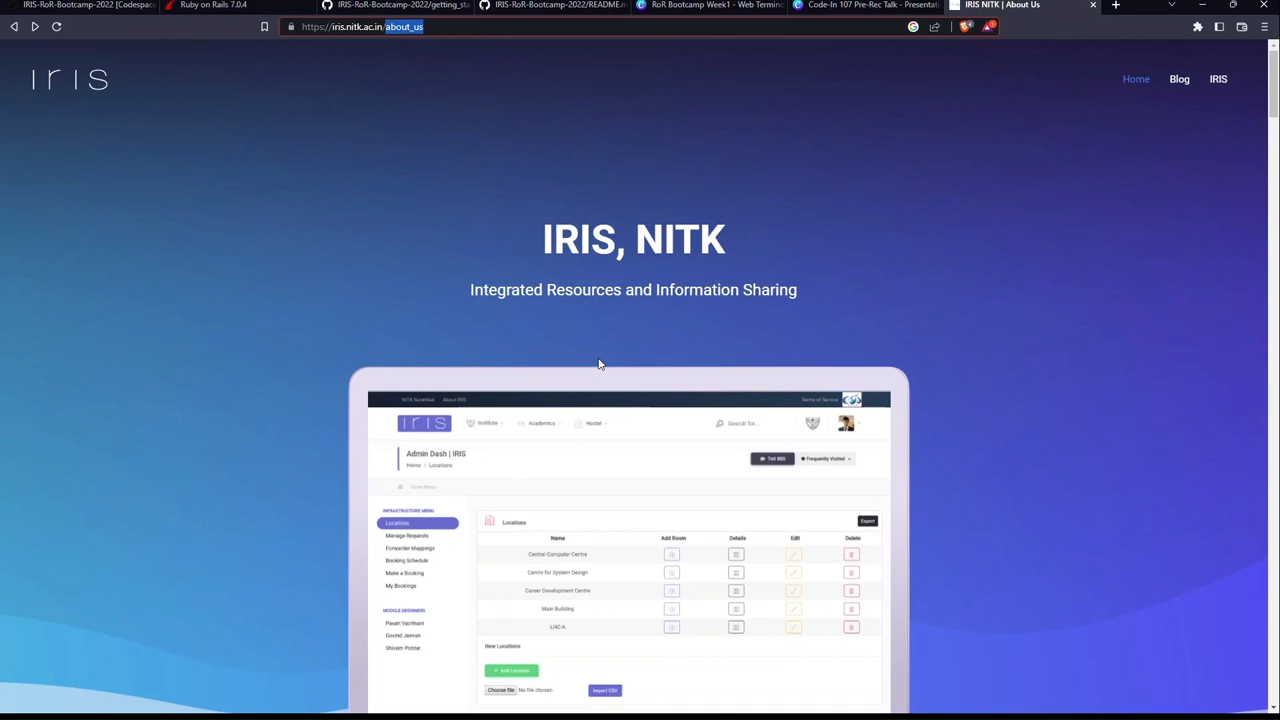 IRIS-RoR-Bootcamp-2022 [Codespace
Ruby on Rails 7.0.4
IRIS-RoR-Bootcamp-2022/getting_sta
IRIS-RoR-Bootcamp-2022/README.m
RoR Bootcamp Week1 - Web Termino
Code-In 107 Pre-Rec Talk - Presentat
IRIS NITK | About Us
https://iris.nitk.ac.in/about_us
iris
Home
Blog
IRIS
IRIS, NITK
Integrated Resources and Information Sharing
NITK Surathkal
About IRIS
Terms of Service
iris
Institute
Academics
Hostel
Search for...
Admin Dash | IRIS
Home / Locations
Tell IRIS
Frequently Visited
Close Menu
INFRASTRUCTURE MENU
Locations
Manage Requests
Forwarder Mappings
Booking Schedule
Make a Booking
My Bookings
MODULE DESIGNERS
Pavan Vachhani
Govind Jeevan
Shivam Potdar
Locations
Export
Name
Add Room
Details
Edit
Delete
Central Computer Centre
Centre for System Design
Career Development Centre
Main Building
LHC-A
New Locations
+ Add Location
Choose file
No file chosen
Import CSV